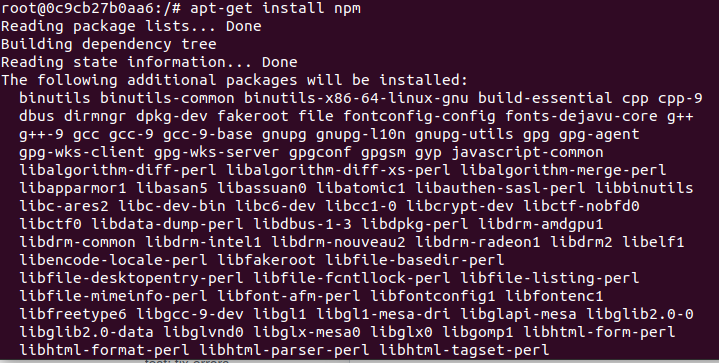 root@0c9cb27b0aa6:/# apt-get install npm
Reading package lists... Done
Building dependency tree
Reading state information... Done
The following additional packages will be installed:
  binutils binutils-common binutils-x86-64-linux-gnu build-essential cpp cpp-9
  dbus dirmngr dpkg-dev fakeroot file fontconfig-config fonts-dejavu-core g++
  g++-9 gcc gcc-9 gcc-9-base gnupg gnupg-l10n gnupg-utils gpg gpg-agent
  gpg-wks-client gpg-wks-server gpgconf gpgsm gyp javascript-common
  libalgorithm-diff-perl libalgorithm-diff-xs-perl libalgorithm-merge-perl
  libapparmor1 libasan5 libassuan0 libatomic1 libauthen-sasl-perl libbinutils
  libc-ares2 libc-dev-bin libc6-dev libcc1-0 libcrypt-dev libctf-nobfd0
  libctf0 libdata-dump-perl libdbus-1-3 libdpkg-perl libdrm-amdgpu1
  libdrm-common libdrm-intel1 libdrm-nouveau2 libdrm-radeon1 libdrm2 libelf1
  libencode-locale-perl libfakeroot libfile-basedir-perl
  libfile-desktopentry-perl libfile-fcntllock-perl libfile-listing-perl
  libfile-mimeinfo-perl libfont-afm-perl libfontconfig1 libfontenc1
  libfreetype6 libgcc-9-dev libgl1 libgl1-mesa-dri libglapi-mesa libglib2.0-0
  libglib2.0-data libglvnd0 libglx-mesa0 libglx0 libgomp1 libhtml-form-perl
  libhtml-format-perl libhtml-parser-perl libhtml-tagset-perl